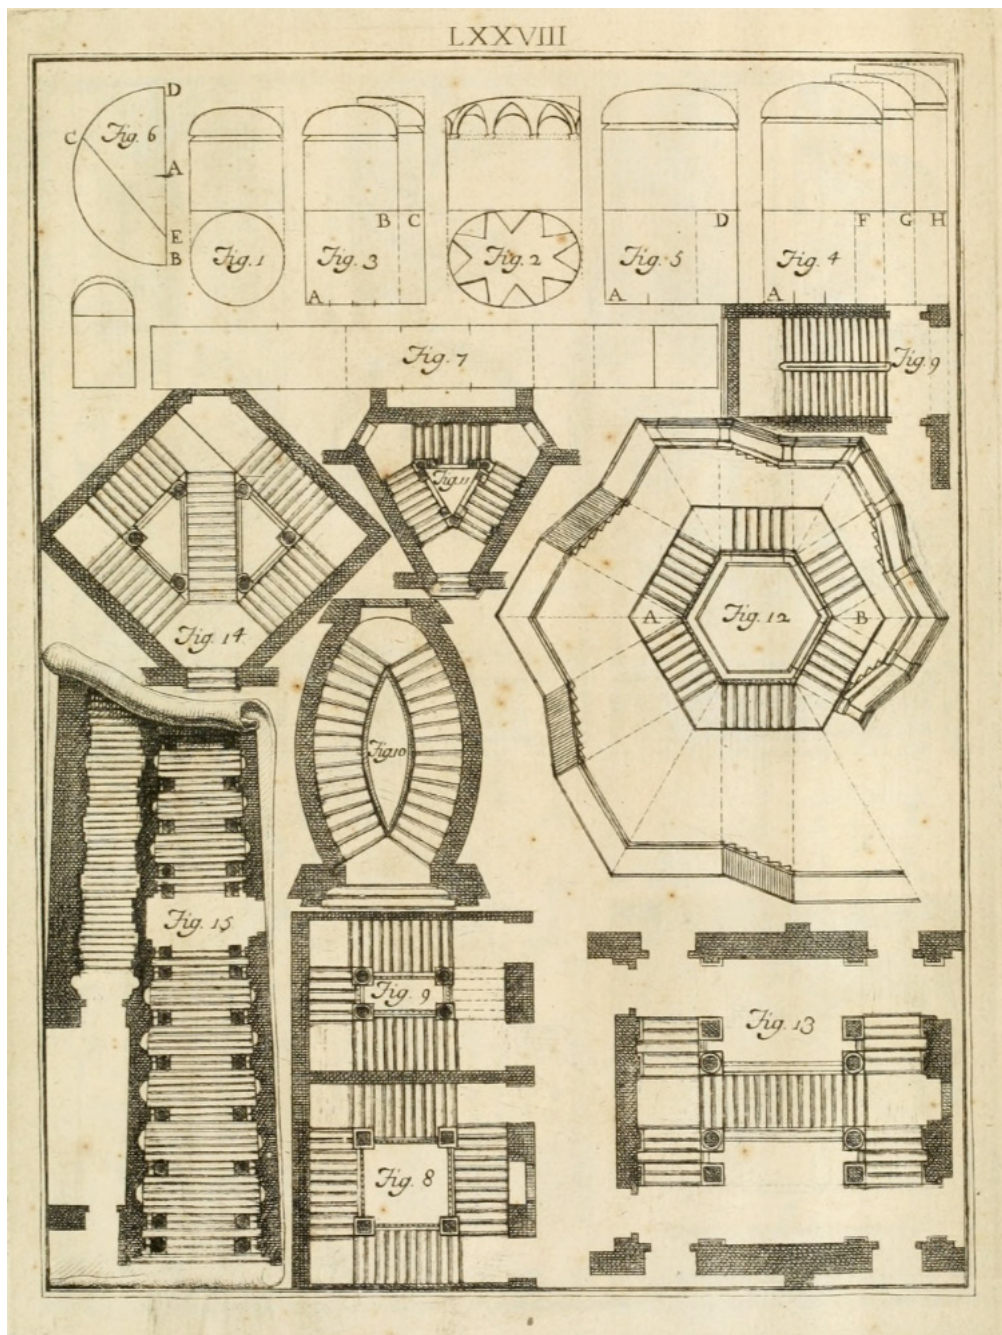 LXXVIII
D
C
Fig. 6
A
E
B
Fig. 1
B
C
Fig. 3
A
Fig. 2
D
Fig. 5
A
F
G
H
Fig. 4
A
Fig. 7
Fig. 9
Fig. 11
Fig. 14
A
Fig. 12
B
Fig. 10
Fig. 15
Fig. 9
Fig. 13
Fig. 8